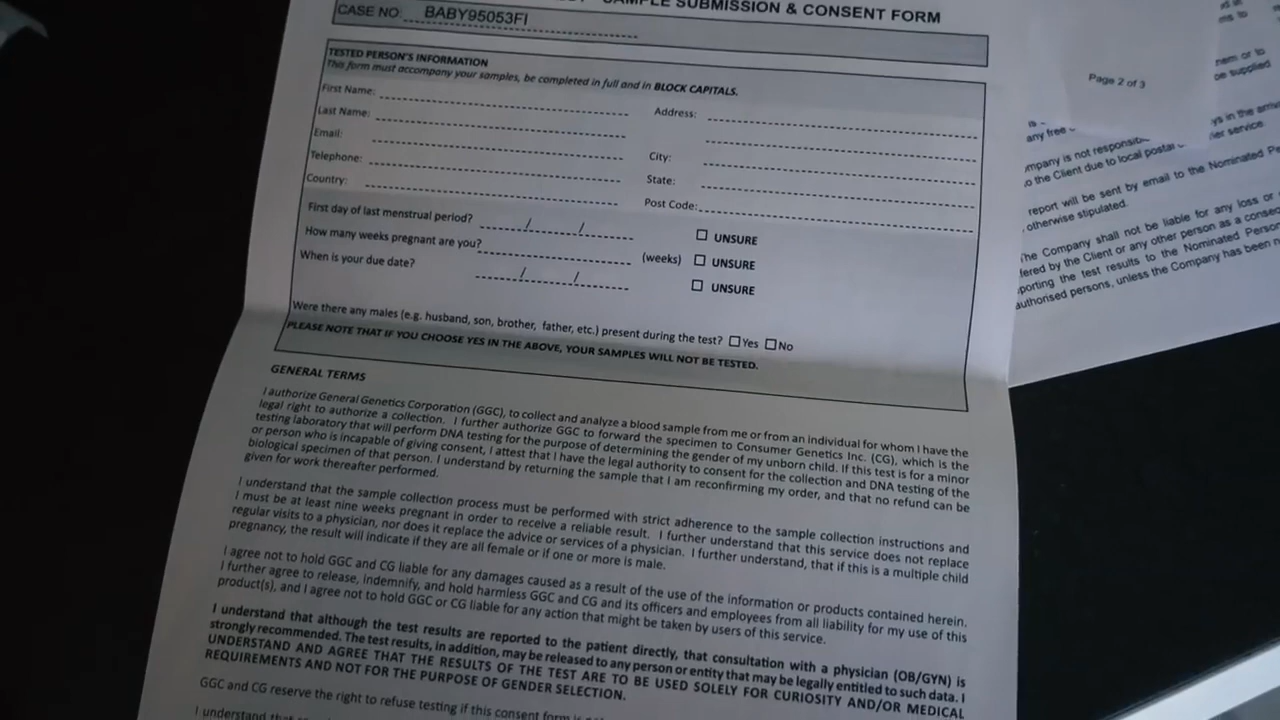 SAMPLE SUBMISSION & CONSENT FORM
CASE NO. BABY95053FI
TESTED PERSON'S INFORMATION
This form must accompany your samples, be completed in full and in BLOCK CAPITALS.
First Name:
Last Name:
Email:
Telephone:
Country:
Address:
City:
State:
Post Code:
First day of last menstrual period? / / UNSURE
How many weeks pregnant are you? (weeks) UNSURE
When is your due date? / / UNSURE
Were there any males (e.g. husband, son, brother, father, etc.) present during the test? Yes No
PLEASE NOTE THAT IF YOU CHOOSE YES IN THE ABOVE, YOUR SAMPLES WILL NOT BE TESTED.
GENERAL TERMS
I authorize General Genetics Corporation (GGC), to collect and analyze a blood sample from me or from an individual for whom I have the
legal right to authorize a collection. I further authorize GGC to forward the specimen to Consumer Genetics Inc. (CG), which is the
testing laboratory that will perform DNA testing for the purpose of determining the gender of my unborn child. If this test is for a minor
or person who is incapable of giving consent, I attest that I have the legal authority to consent for the collection and DNA testing of the
biological specimen of that person. I understand by returning the sample that I am reconfirming my order, and that no refund can be
given for work thereafter performed.
I understand that the sample collection process must be performed with strict adherence to the sample collection instructions and
I must be at least nine weeks pregnant in order to receive a reliable result. I further understand that this service does not replace
regular visits to a physician, nor does it replace the advice or services of a physician. I further understand, that if this is a multiple child
pregnancy, the result will indicate if they are all female or if one or more is male.
I agree not to hold GGC and CG liable for any damages caused as a result of the use of the information or products contained herein.
I further agree to release, indemnify, and hold harmless GGC and CG and its officers and employees from all liability for my use of this
product(s), and I agree not to hold GGC or CG liable for any action that might be taken by users of this service.
I understand that although the test results are reported to the patient directly, that consultation with a physician (OB/GYN) is
strongly recommended. The test results, in addition, may be released to any person or entity that may be legally entitled to such data. I
UNDERSTAND AND AGREE THAT THE RESULTS OF THE TEST ARE TO BE USED SOLELY FOR CURIOSITY AND/OR MEDICAL
REQUIREMENTS AND NOT FOR THE PURPOSE OF GENDER SELECTION.
GGC and CG reserve the right to refuse testing if this consent form is
I understand
Page 2 of 3
any free
to the Client due to local postal
report will be sent by email to the Nominated
otherwise stipulated.
The Company shall not be liable for any loss or
by the Client or any other person as a
the test results to the Nominated
authorised persons, unless the Company has been